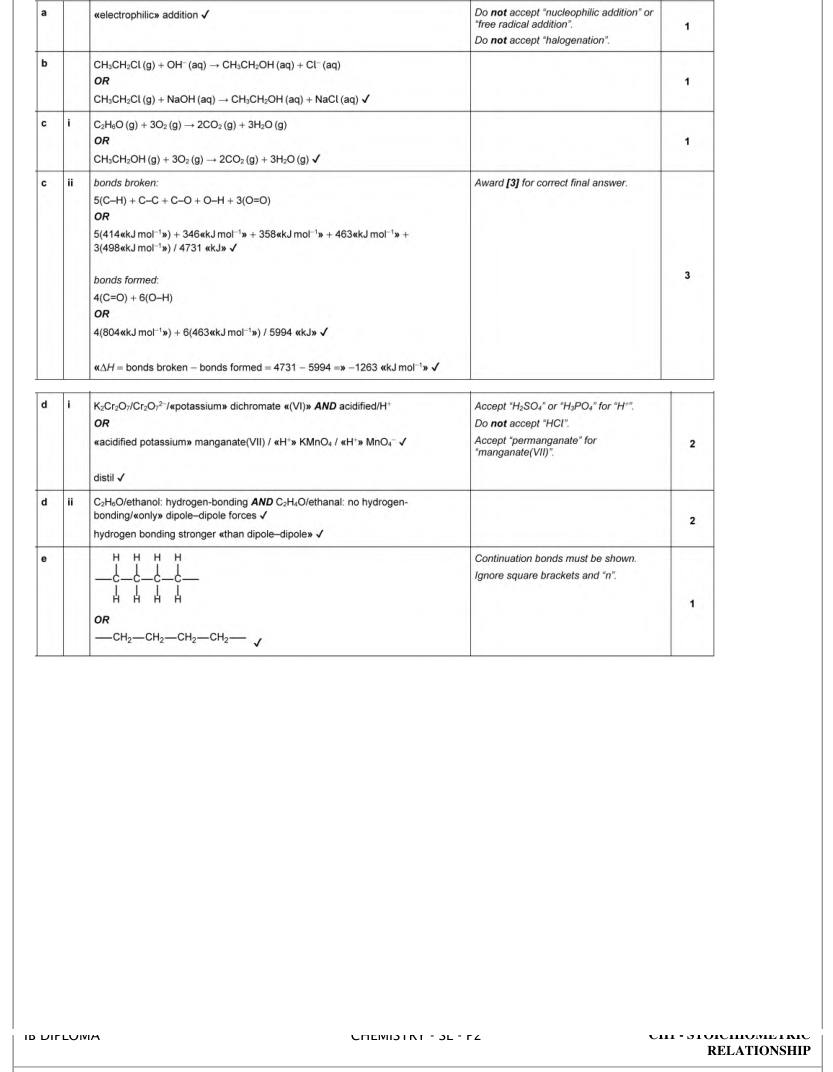 a «electrophilic» addition ✓ Do not accept "nucleophilic addition" or
"free radical addition".
Do not accept "halogenation".
1
b CH₃CH₂Cl (g) + OH⁻ (aq) → CH₃CH₂OH (aq) + Cl⁻ (aq)
OR
CH₃CH₂Cl (g) + NaOH (aq) → CH₃CH₂OH (aq) + NaCl (aq) ✓
1
c i C₂H₆O (g) + 3O₂ (g) → 2CO₂ (g) + 3H₂O (g)
OR
CH₃CH₂OH (g) + 3O₂ (g) → 2CO₂ (g) + 3H₂O (g) ✓
1
c ii bonds broken: Award [3] for correct final answer.
5(C–H) + C–C + C–O + O–H + 3(O=O)
OR
5(414«kJ mol⁻¹») + 346«kJ mol⁻¹» + 358«kJ mol⁻¹» + 463«kJ mol⁻¹» +
3(498«kJ mol⁻¹») / 4731 «kJ» ✓
bonds formed:
4(C=O) + 6(O–H)
OR
4(804«kJ mol⁻¹») + 6(463«kJ mol⁻¹») / 5994 «kJ» ✓
«ΔH = bonds broken – bonds formed = 4731 – 5994 =» –1263 «kJ mol⁻¹» ✓
3
d i K₂Cr₂O₇/Cr₂O₇²⁻/«potassium» dichromate «(VI)» AND acidified/H⁺
OR
«acidified potassium» manganate(VII) / «H⁺» KMnO₄ / «H⁺» MnO₄⁻ ✓
distil ✓
Accept "H₂SO₄" or "H₃PO₄" for "H⁺".
Do not accept "HCl".
Accept "permanganate" for
"manganate(VII)".
2
d ii C₂H₆O/ethanol: hydrogen-bonding AND C₂H₄O/ethanal: no hydrogen-
bonding/«only» dipole–dipole forces ✓
hydrogen bonding stronger «than dipole–dipole» ✓
2
e H H H H
—C—C—C—C—
H H H H
OR
—CH₂—CH₂—CH₂—CH₂— ✓
Continuation bonds must be shown.
Ignore square brackets and "n".
1
IB DIPLOMA CHEMISTRY - SL - P2 CH1 - STOICHIOMETRIC
RELATIONSHIP